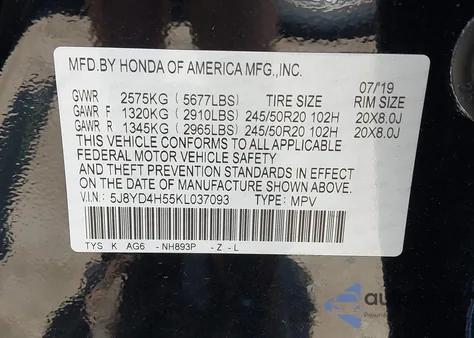 MFD.BY HONDA OF AMERICA MFG.,INC.
07/19
GVWR 2575KG (5677LBS) TIRE SIZE RIM SIZE
GAWR F 1320KG (2910LBS) 245/50R20 102H 20X8.0J
GAWR R 1345KG (2965LBS) 245/50R20 102H 20X8.0J
THIS VEHICLE CONFORMS TO ALL APPLICABLE
FEDERAL MOTOR VEHICLE SAFETY
AND THEFT PREVENTION STANDARDS IN EFFECT
ON THE DATE OF MANUFACTURE SHOWN ABOVE.
V.I.N: 5J8YD4H55KL037093 TYPE: MPV
TYS K AG6 -NH893P -Z-L